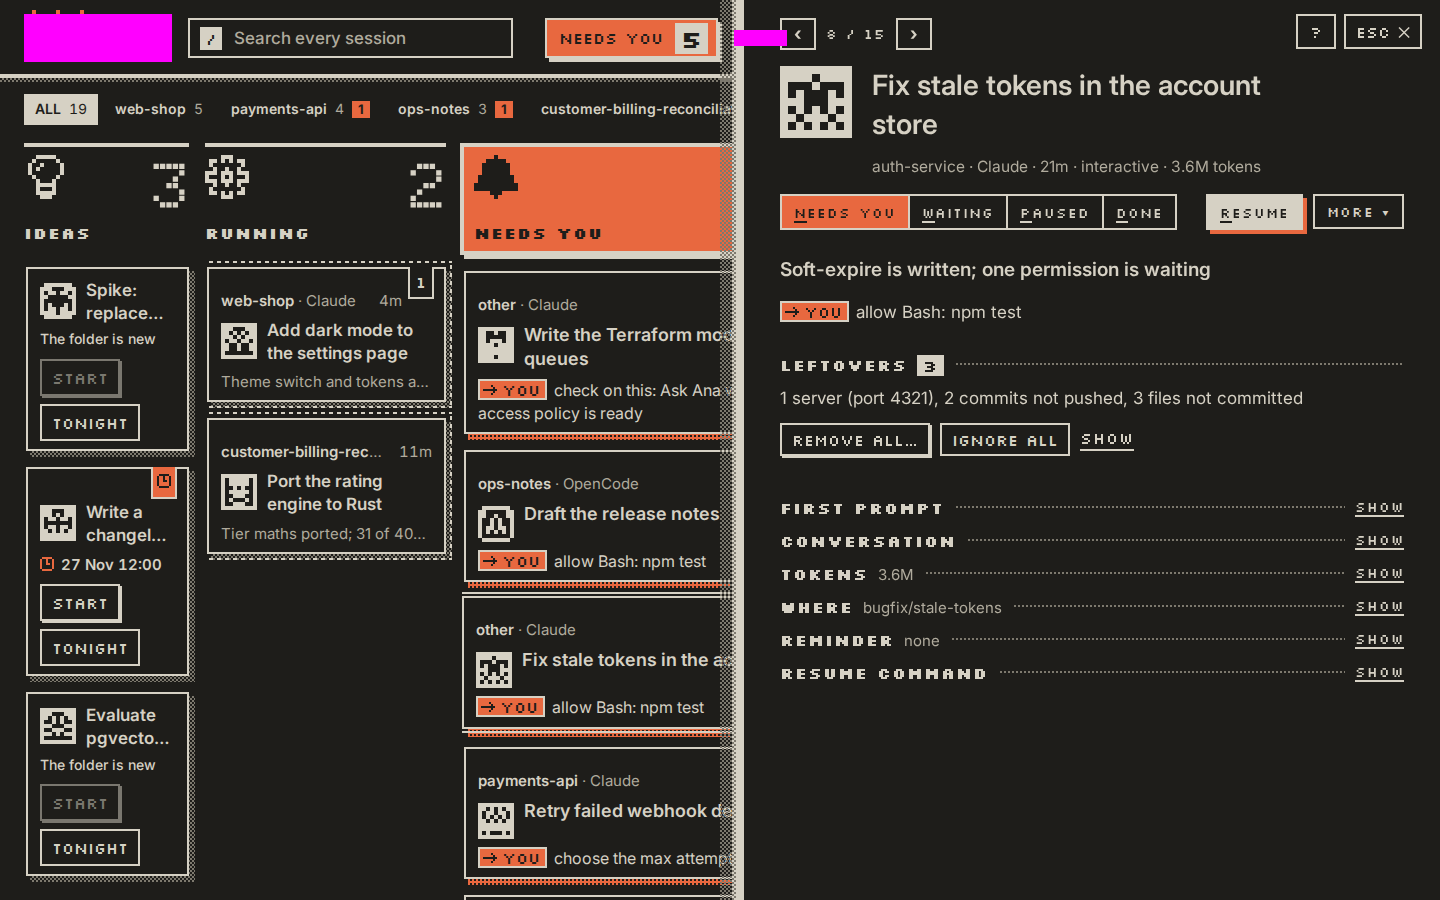 / Search every session
NEEDS YOU 5
ALL 19 web-shop 5 payments-api 4 1 ops-notes 3 1
3
IDEAS
Spike:
replace…
The folder is new
START
TONIGHT
Write a
changel…
27 Nov 12:00
START
TONIGHT
Evaluate
pgvecto…
The folder is new
START
TONIGHT
2
RUNNING
1
web-shop · Claude 4m
Add dark mode to
the settings page
Theme switch and tokens a…
customer-billing-rec… 11m
Port the rating
engine to Rust
Tier maths ported; 31 of 40…
NEEDS YOU
other · Claude
Write the Terraform
queues
→ YOU check on this: Ask Ana
access policy is ready
ops-notes · OpenCode
Draft the release notes
→ YOU allow Bash: npm test
other · Claude
Fix stale tokens in the
→ YOU allow Bash: npm test
payments-api · Claude
Retry failed webhook
→ YOU choose the max
‹ 8 / 15 ›
? ESC ×
Fix stale tokens in the account
store
auth-service · Claude · 21m · interactive · 3.6M tokens
NEEDS YOU WAITING PAUSED DONE RESUME MORE ▾
Soft-expire is written; one permission is waiting
→ YOU allow Bash: npm test
LEFTOVERS 3
1 server (port 4321), 2 commits not pushed, 3 files not committed
REMOVE ALL… IGNORE ALL SHOW
FIRST PROMPT SHOW
CONVERSATION SHOW
TOKENS 3.6M SHOW
WHERE bugfix/stale-tokens SHOW
REMINDER none SHOW
RESUME COMMAND SHOW